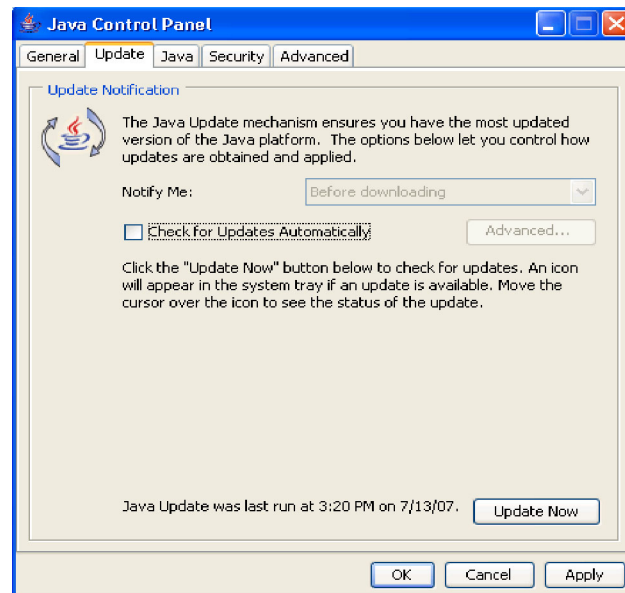 Java Control Panel
General Update Java Security Advanced
Update Notification
The Java Update mechanism ensures you have the most updated
version of the Java platform. The options below let you control how
updates are obtained and applied.
Notify Me: Before downloading
Check for Updates Automatically Advanced...
Click the "Update Now" button below to check for updates. An icon
will appear in the system tray if an update is available. Move the
cursor over the icon to see the status of the update.
Java Update was last run at 3:20 PM on 7/13/07. Update Now
OK Cancel Apply